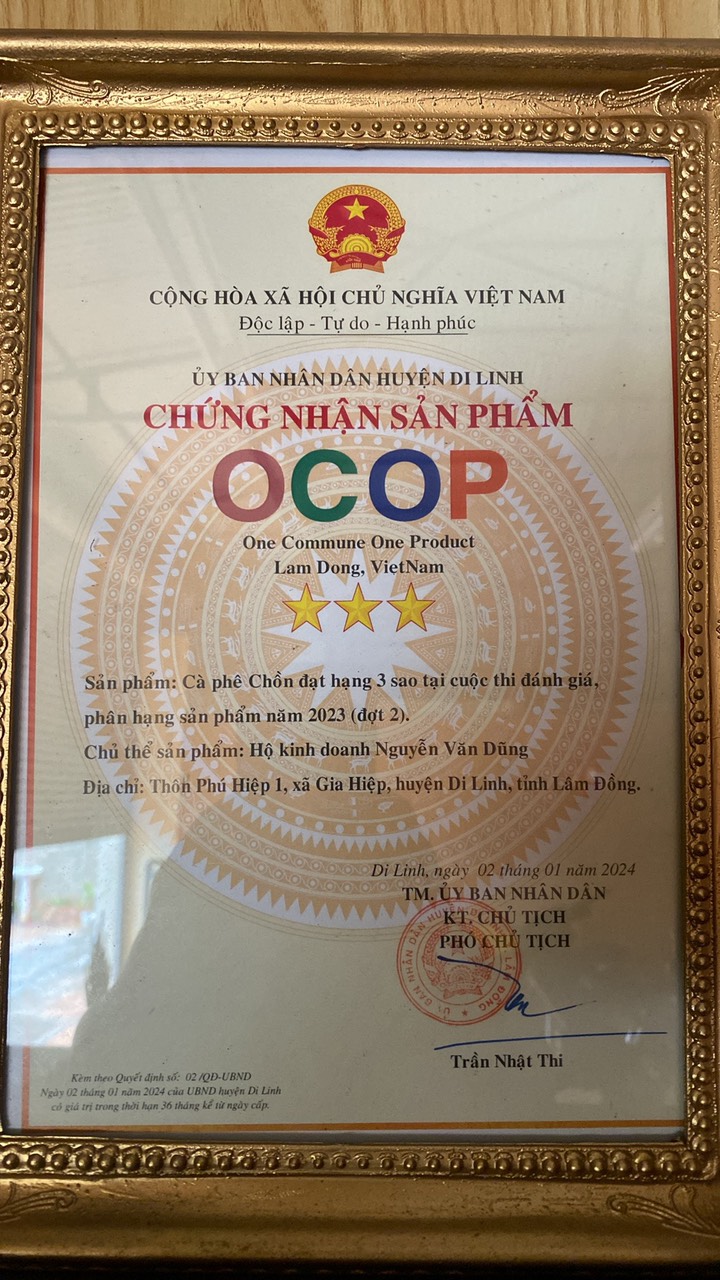 CỘNG HÒA XÃ HỘI CHỦ NGHĨA VIỆT NAM
Độc lập - Tự do - Hạnh phúc
ỦY BAN NHÂN DÂN HUYỆN DI LINH
CHỨNG NHẬN SẢN PHẨM
OCOP
One Commune One Product
Lam Dong, VietNam
Sản phẩm: Cà phê Chồn đạt hạng 3 sao tại cuộc thi đánh giá,
phân hạng sản phẩm năm 2023 (đợt 2).
Chủ thể sản phẩm: Hộ kinh doanh Nguyễn Văn Dũng
Địa chỉ: Thôn Phú Hiệp 1, xã Gia Hiệp, huyện Di Linh, tỉnh Lâm Đồng.
Di Linh, ngày 02 tháng 01 năm 2024
TM. ỦY BAN NHÂN DÂN
KT. CHỦ TỊCH
PHÓ CHỦ TỊCH
Trần Nhật Thi
Kèm theo Quyết định số: 02 /QĐ-UBND
Ngày 02 tháng 01 năm 2024 của UBND huyện Di Linh
có giá trị trong thời hạn 36 tháng kể từ ngày cấp.